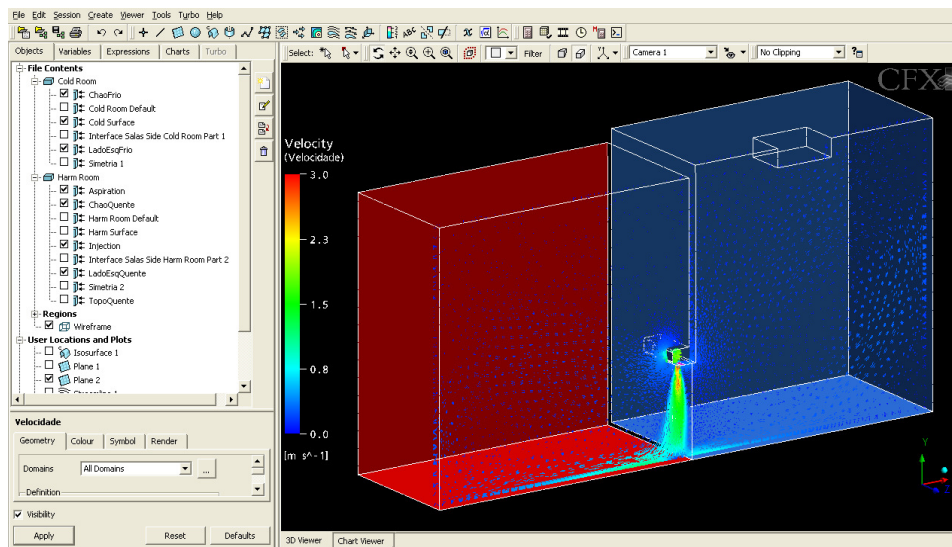 File Edit Session Create Viewer Tools Turbo Help
Objects Variables Expressions Charts Turbo
Select: Filter Camera 1 No Clipping
File Contents
Cold Room
ChaoFrio
Cold Room Default
Cold Surface
Interface Salas Side Cold Room Part 1
LadoEsqFrio
Simetria 1
Harm Room
Aspiration
ChaoQuente
Harm Room Default
Harm Surface
Injection
Interface Salas Side Harm Room Part 2
LadoEsqQuente
Simetria 2
TopoQuente
Regions
Wireframe
User Locations and Plots
Isosurface 1
Plane 1
Plane 2
Velocidade
Geometry Colour Symbol Render
Domains All Domains ...
Definition
Visibility
Apply Reset Defaults
CFX
Velocity
(Velocidade)
3.0
2.3
1.5
0.8
0.0
[m s^-1]
Y
3D Viewer Chart Viewer